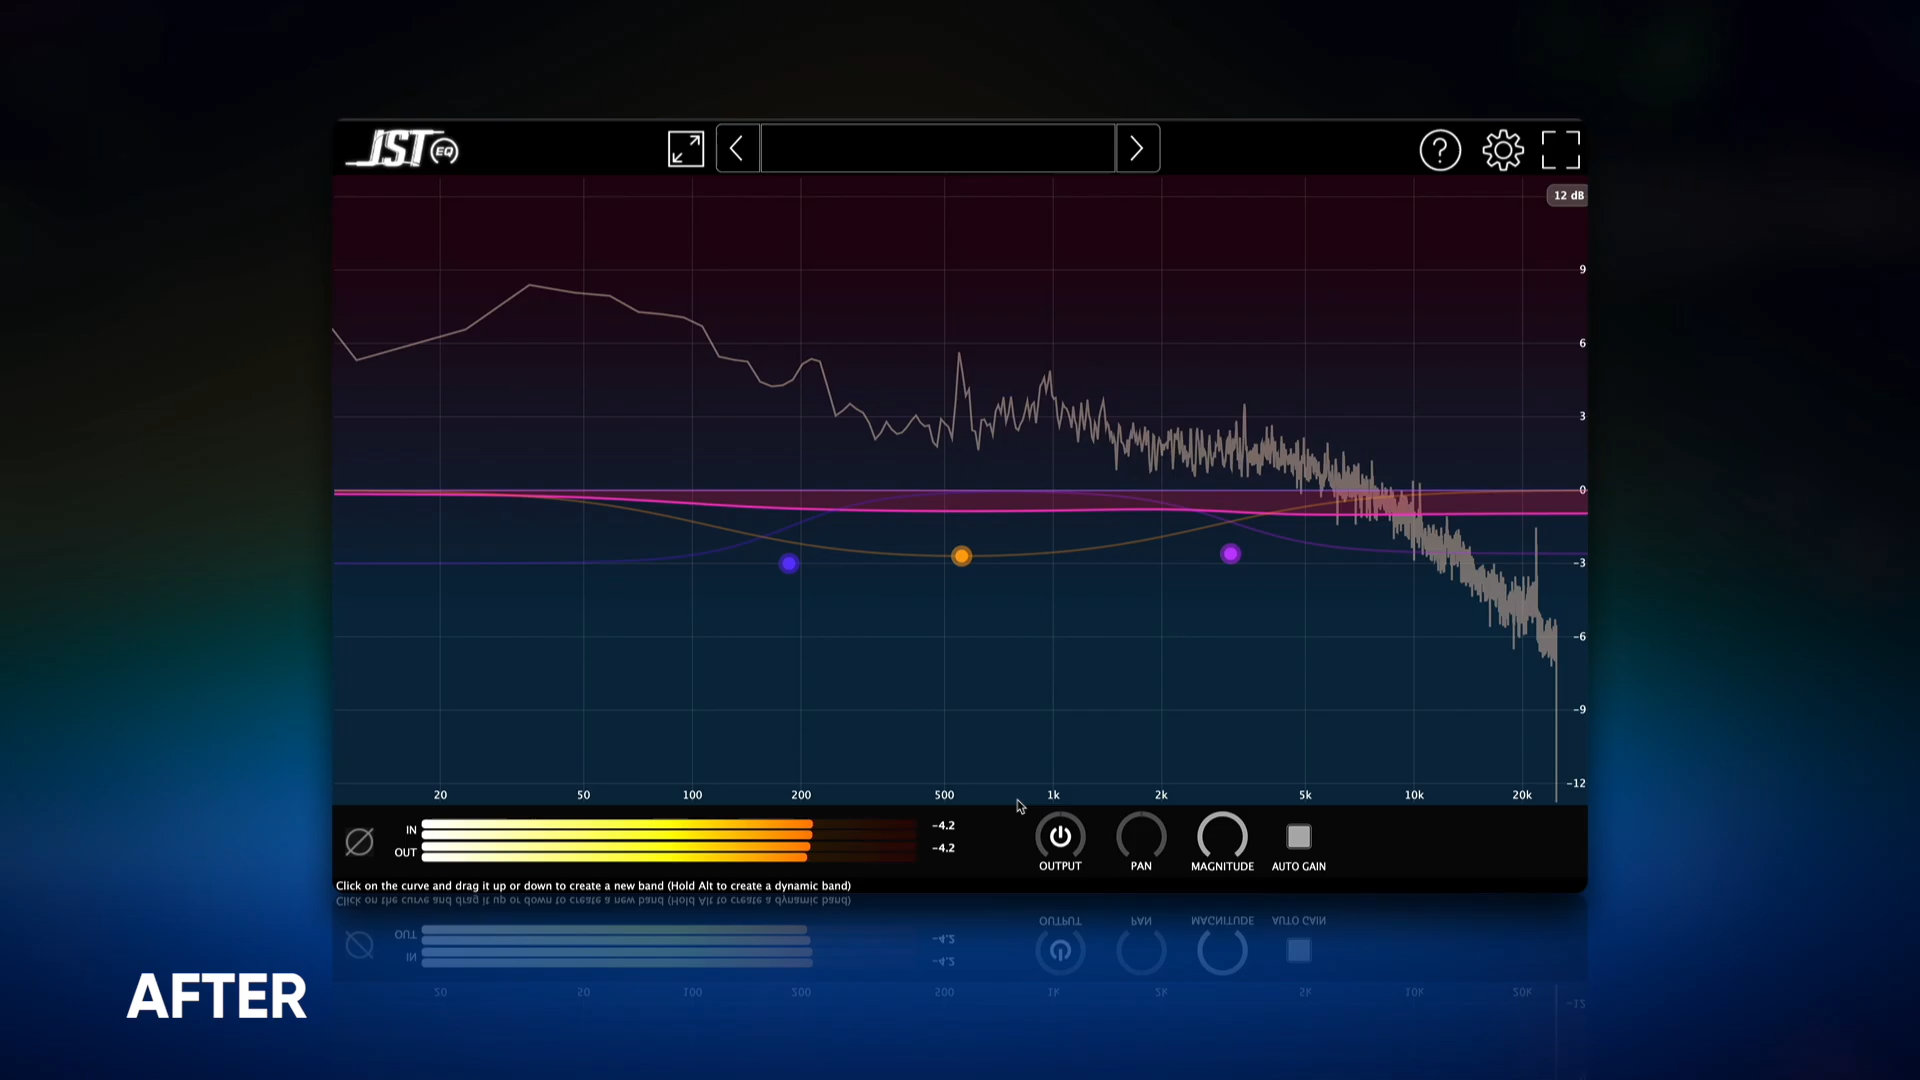 JST EQ
?
12 dB
9
6
3
0
−3
−6
−9
−12
20 50 100 200 500 1k 2k 5k 10k 20k
IN −4.2
OUT −4.2
OUTPUT PAN MAGNITUDE AUTO GAIN
Click on the curve and drag it up or down to create a new band (Hold Alt to create a dynamic band)
AFTER